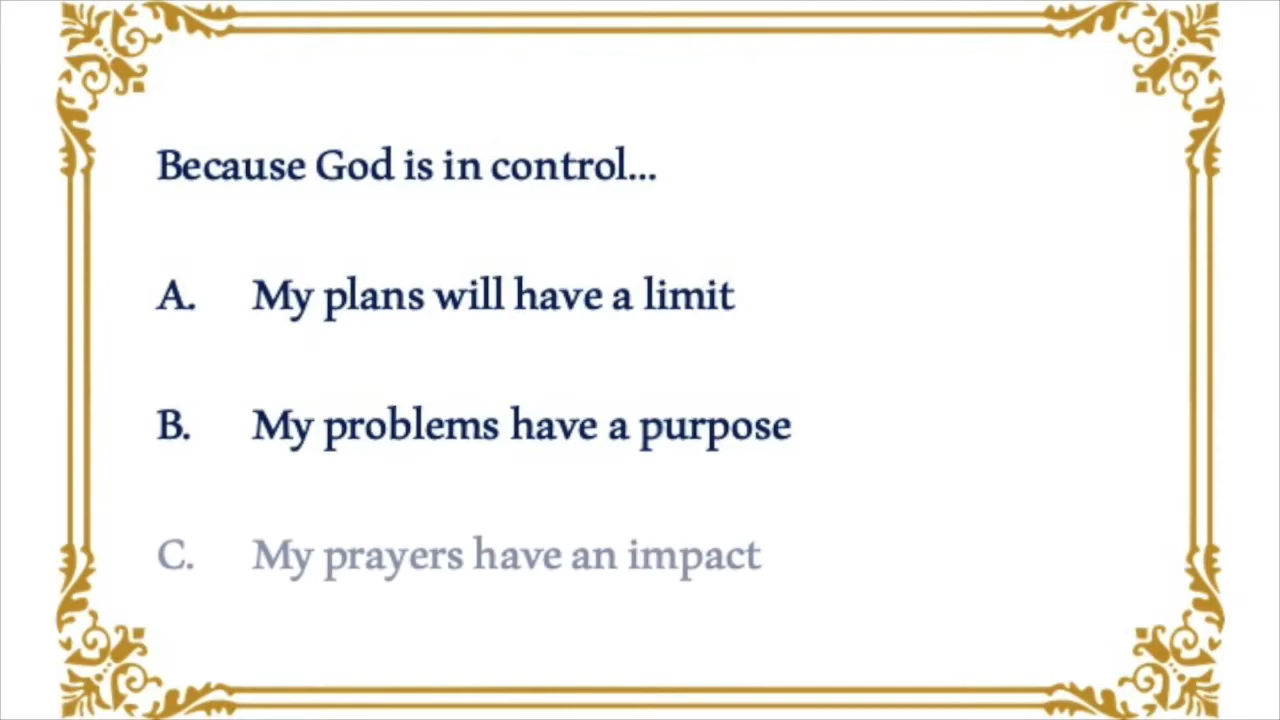 Because God is in control...
A. My plans will have a limit
B. My problems have a purpose
C. My prayers have an impact